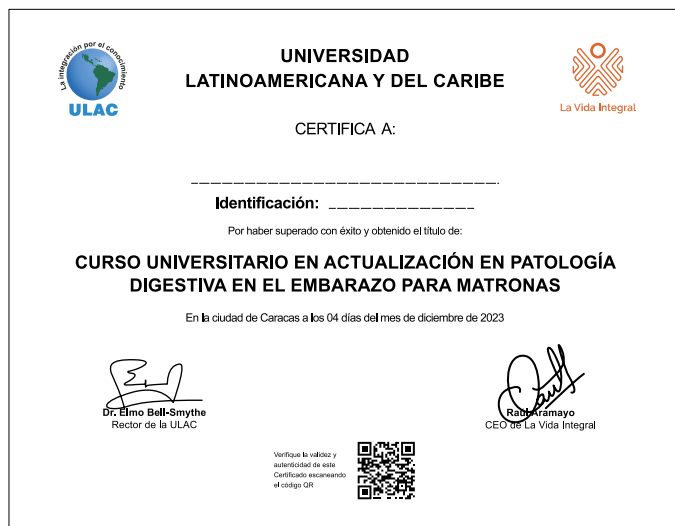 La integración por el conocimiento
ULAC
UNIVERSIDAD
LATINOAMERICANA Y DEL CARIBE
La Vida Integral
CERTIFICA A:
Identificación:
Por haber superado con éxito y obtenido el título de:
CURSO UNIVERSITARIO EN ACTUALIZACIÓN EN PATOLOGÍA
DIGESTIVA EN EL EMBARAZO PARA MATRONAS
En la ciudad de Caracas a los 04 días del mes de diciembre de 2023
Dr. Elmo Bell-Smythe
Rector de la ULAC
Raúl Aramayo
CEO de La Vida Integral
Verifique la validez y
autenticidad de este
Certificado escaneando
el código QR